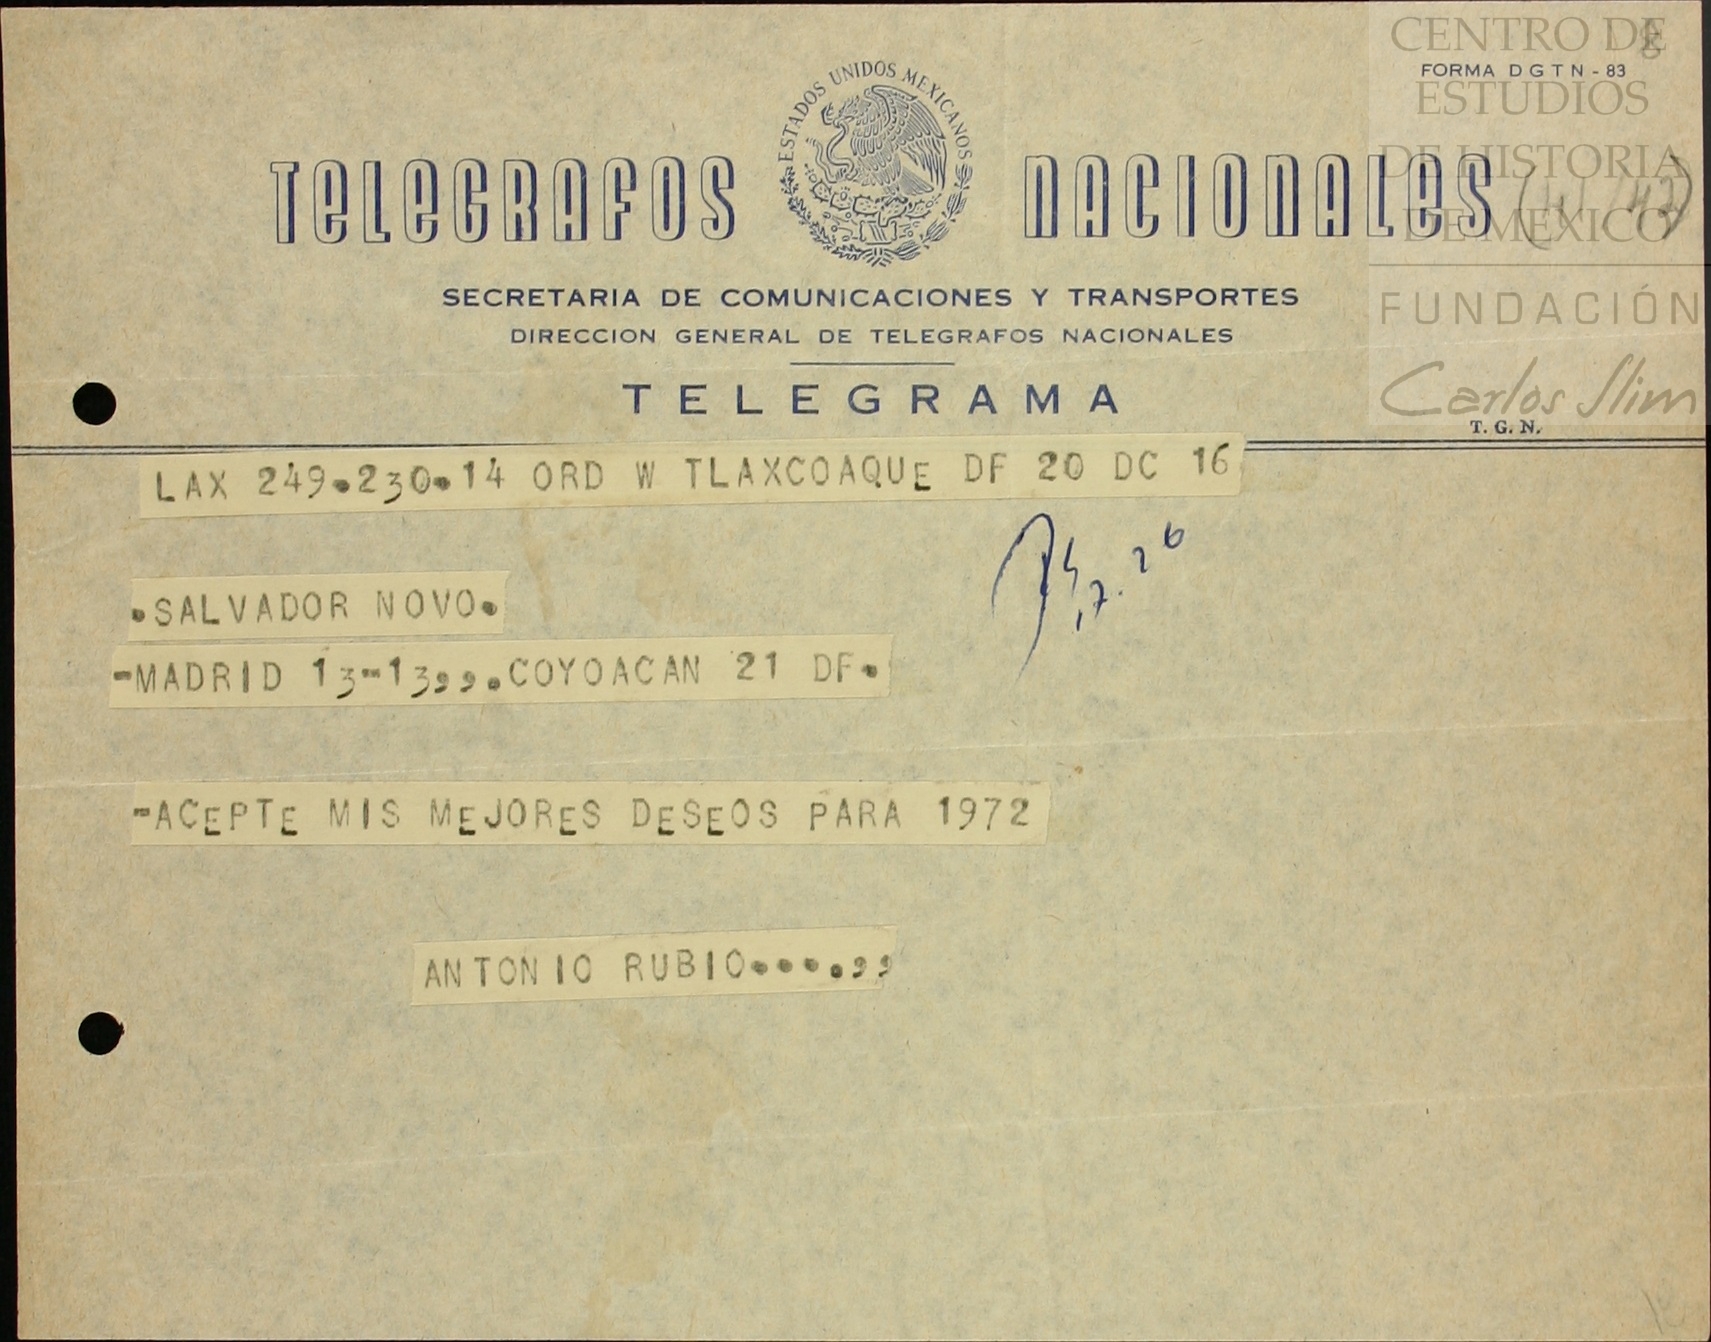 CENTRO DE
FORMA DGTN-83
ESTUDIOS
DE HISTORIA
DE MEXICO
FUNDACIÓN
Carlos Slim
ESTADOS UNIDOS MEXICANOS
TELEGRAFOS NACIONALES
SECRETARIA DE COMUNICACIONES Y TRANSPORTES
DIRECCION GENERAL DE TELEGRAFOS NACIONALES
TELEGRAMA
T. G. N.
LAX 249.230.14 ORD W TLAXCOAQUE DF 20 DC 16
.SALVADOR NOVO.
-MADRID 13-13,,.COYOACAN 21 DF.
-ACEPTE MIS MEJORES DESEOS PARA 1972
ANTONIO RUBIO....,,